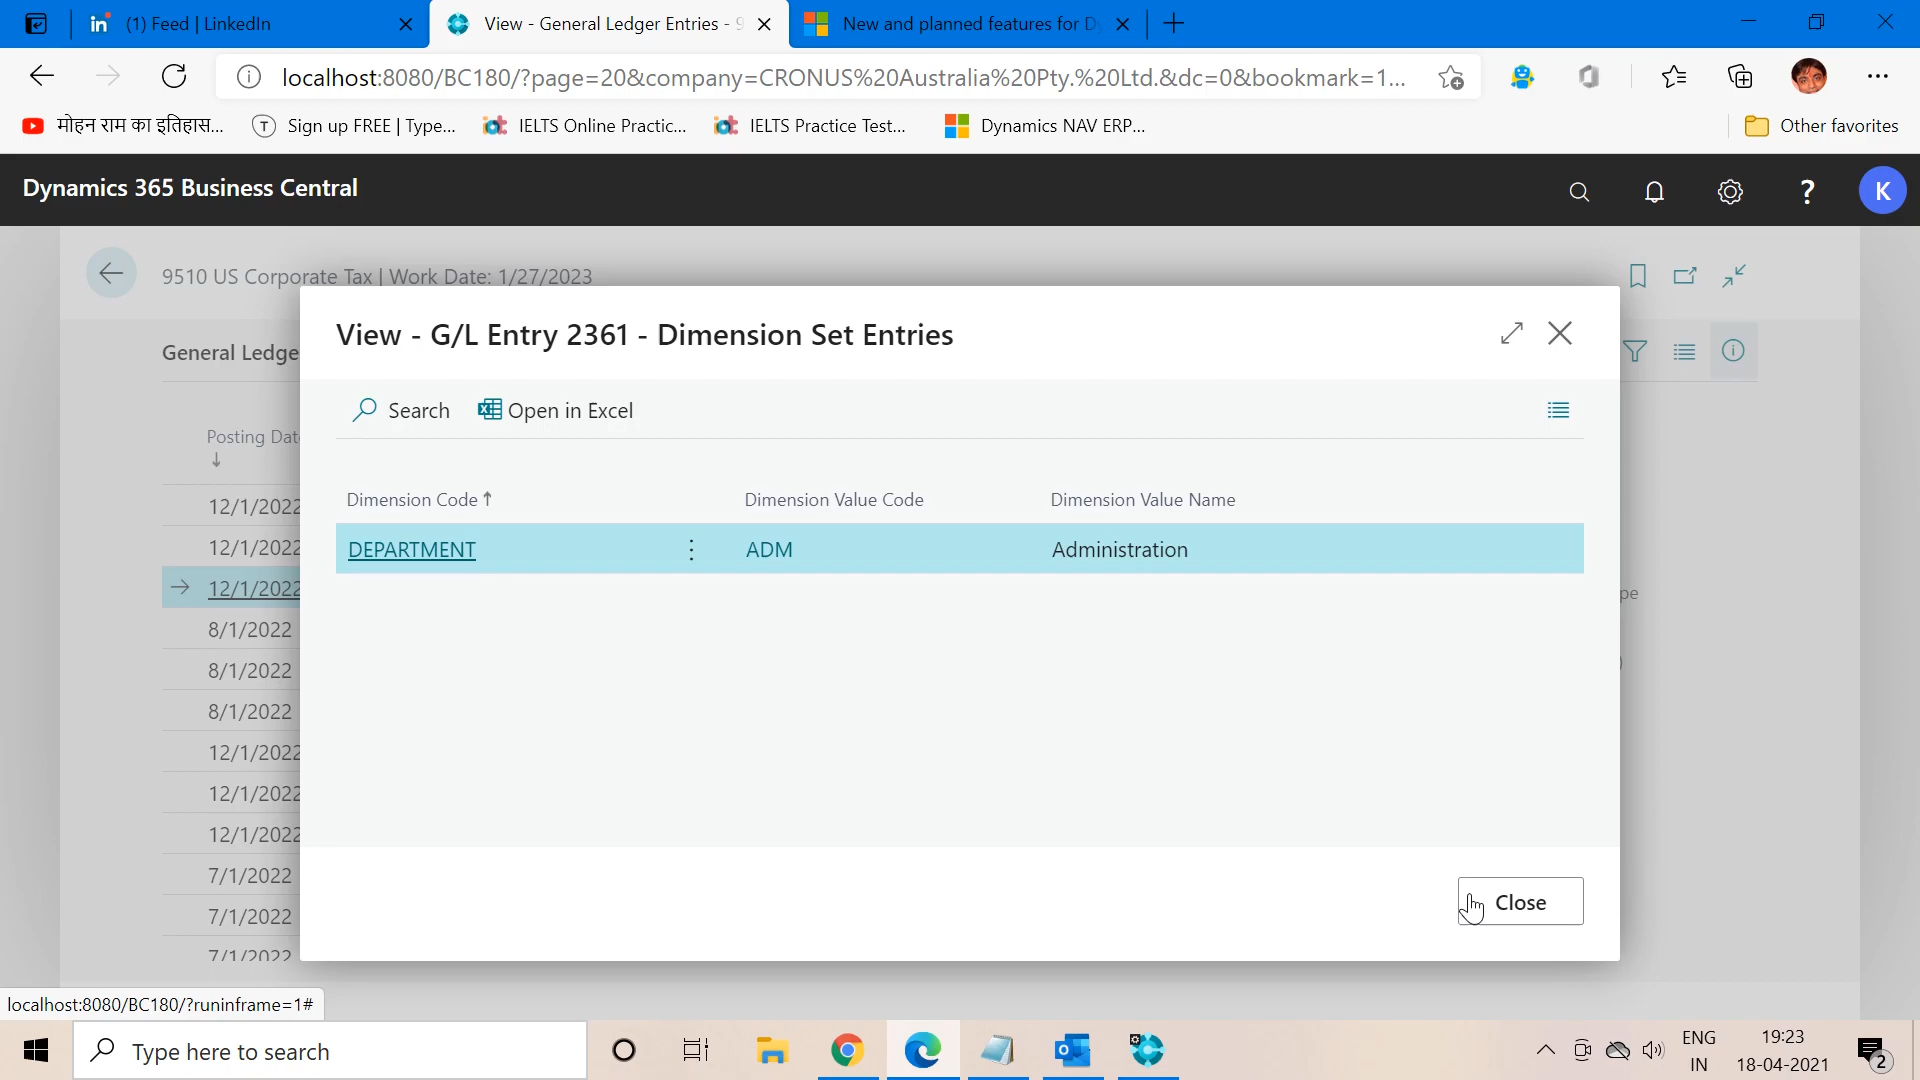 (1) Feed | LinkedIn
View - General Ledger Entries - 9
New and planned features for Dy
localhost:8080/BC180/?page=20&company=CRONUS%20Australia%20Pty.%20Ltd.&dc=0&bookmark=1...
मोहन राम का इतिहास...
Sign up FREE | Type...
IELTS Online Practic...
IELTS Practice Test...
Dynamics NAV ERP...
Other favorites
Dynamics 365 Business Central
K
9510 US Corporate Tax | Work Date: 1/27/2023
General Ledge
View - G/L Entry 2361 - Dimension Set Entries
Search
Open in Excel
Posting Dat
Dimension Code ↑
Dimension Value Code
Dimension Value Name
DEPARTMENT
ADM
Administration
12/1/2022
12/1/2022
12/1/2022
8/1/2022
8/1/2022
8/1/2022
12/1/2022
12/1/2022
12/1/2022
7/1/2022
7/1/2022
7/1/2022
pe
Close
localhost:8080/BC180/?runinframe=1#
Type here to search
ENG
IN
19:23
18-04-2021
2